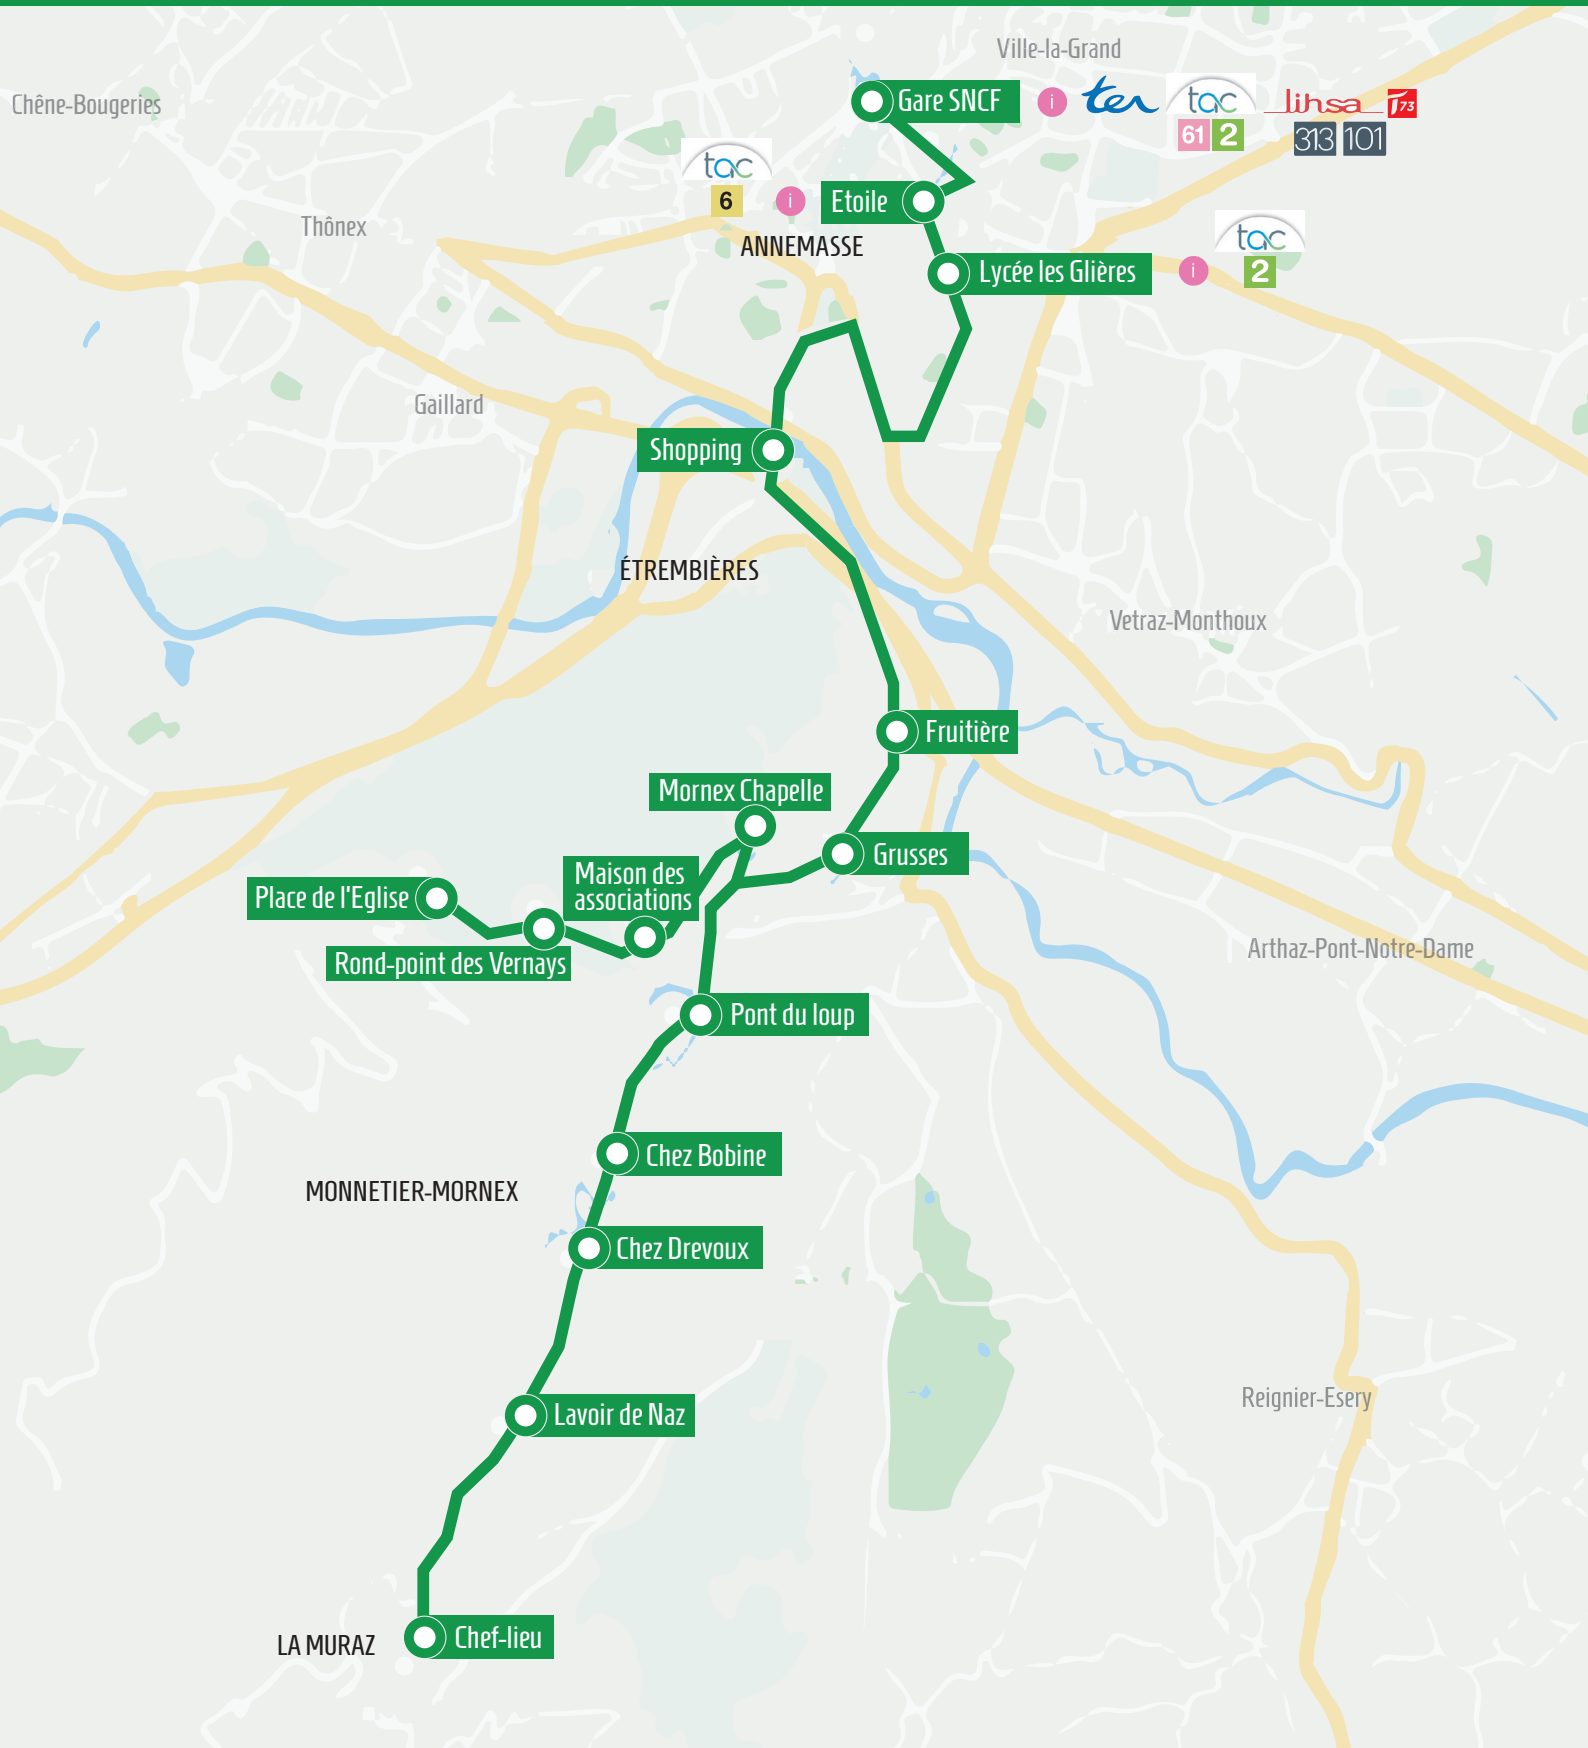 Ville-la-Grand
Chêne-Bougeries
Gare SNCF
i
ter
tac
lihsa
T73
61
2
313
101
tac
6
i
Etoile
Thônex
ANNEMASSE
tac
2
Lycée les Glières
i
Gaillard
Shopping
ÉTREMBIÈRES
Vetraz-Monthoux
Fruitière
Mornex Chapelle
Grusses
Maison des
associations
Place de l'Eglise
Rond-point des Vernays
Arthaz-Pont-Notre-Dame
Pont du loup
Chez Bobine
MONNETIER-MORNEX
Chez Drevoux
Reignier-Esery
Lavoir de Naz
LA MURAZ
Chef-lieu